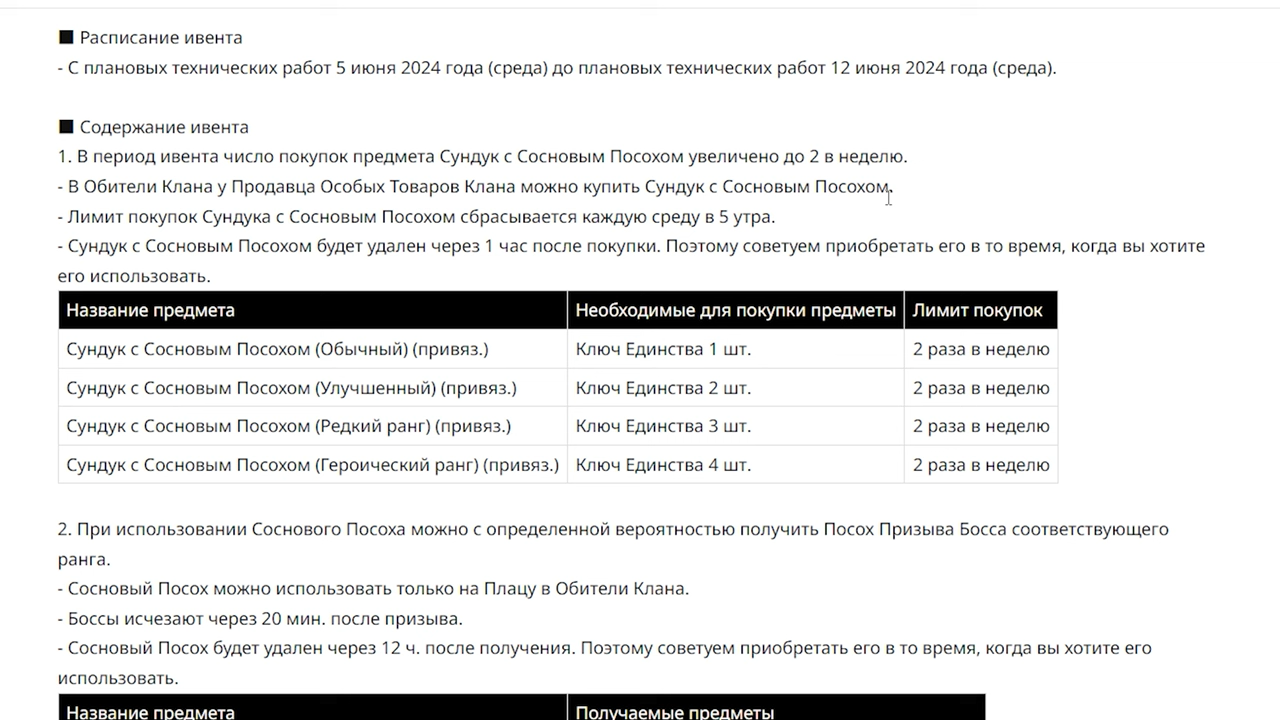 ■ Расписание ивента
- С плановых технических работ 5 июня 2024 года (среда) до плановых технических работ 12 июня 2024 года (среда).
■ Содержание ивента
1. В период ивента число покупок предмета Сундук с Сосновым Посохом увеличено до 2 в неделю.
- В Обители Клана у Продавца Особых Товаров Клана можно купить Сундук с Сосновым Посохом.
- Лимит покупок Сундука с Сосновым Посохом сбрасывается каждую среду в 5 утра.
- Сундук с Сосновым Посохом будет удален через 1 час после покупки. Поэтому советуем приобретать его в то время, когда вы хотите
его использовать.
Название предмета Необходимые для покупки предметы Лимит покупок
Сундук с Сосновым Посохом (Обычный) (привяз.) Ключ Единства 1 шт. 2 раза в неделю
Сундук с Сосновым Посохом (Улучшенный) (привяз.) Ключ Единства 2 шт. 2 раза в неделю
Сундук с Сосновым Посохом (Редкий ранг) (привяз.) Ключ Единства 3 шт. 2 раза в неделю
Сундук с Сосновым Посохом (Героический ранг) (привяз.) Ключ Единства 4 шт. 2 раза в неделю
2. При использовании Соснового Посоха можно с определенной вероятностью получить Посох Призыва Босса соответствующего
ранга.
- Сосновый Посох можно использовать только на Плацу в Обители Клана.
- Боссы исчезают через 20 мин. после призыва.
- Сосновый Посох будет удален через 12 ч. после получения. Поэтому советуем приобретать его в то время, когда вы хотите его
использовать.
Название предмета Получаемые предметы